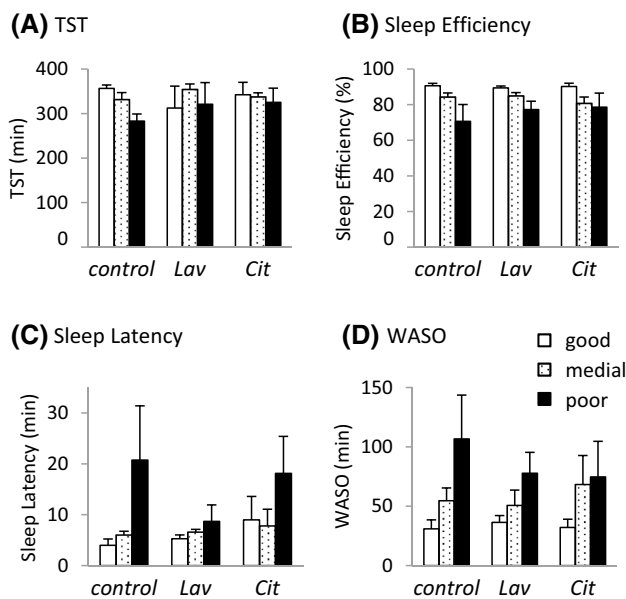 (A) TST
400
300
200
100
0
TST (min)
control Lav Cit
(B) Sleep Efficiency
100
80
60
40
20
0
Sleep Efficiency (%)
control Lav Cit
(C) Sleep Latency
30
20
10
0
Sleep Latency (min)
control Lav Cit
(D) WASO
good
medial
poor
150
100
50
0
WASO (min)
control Lav Cit